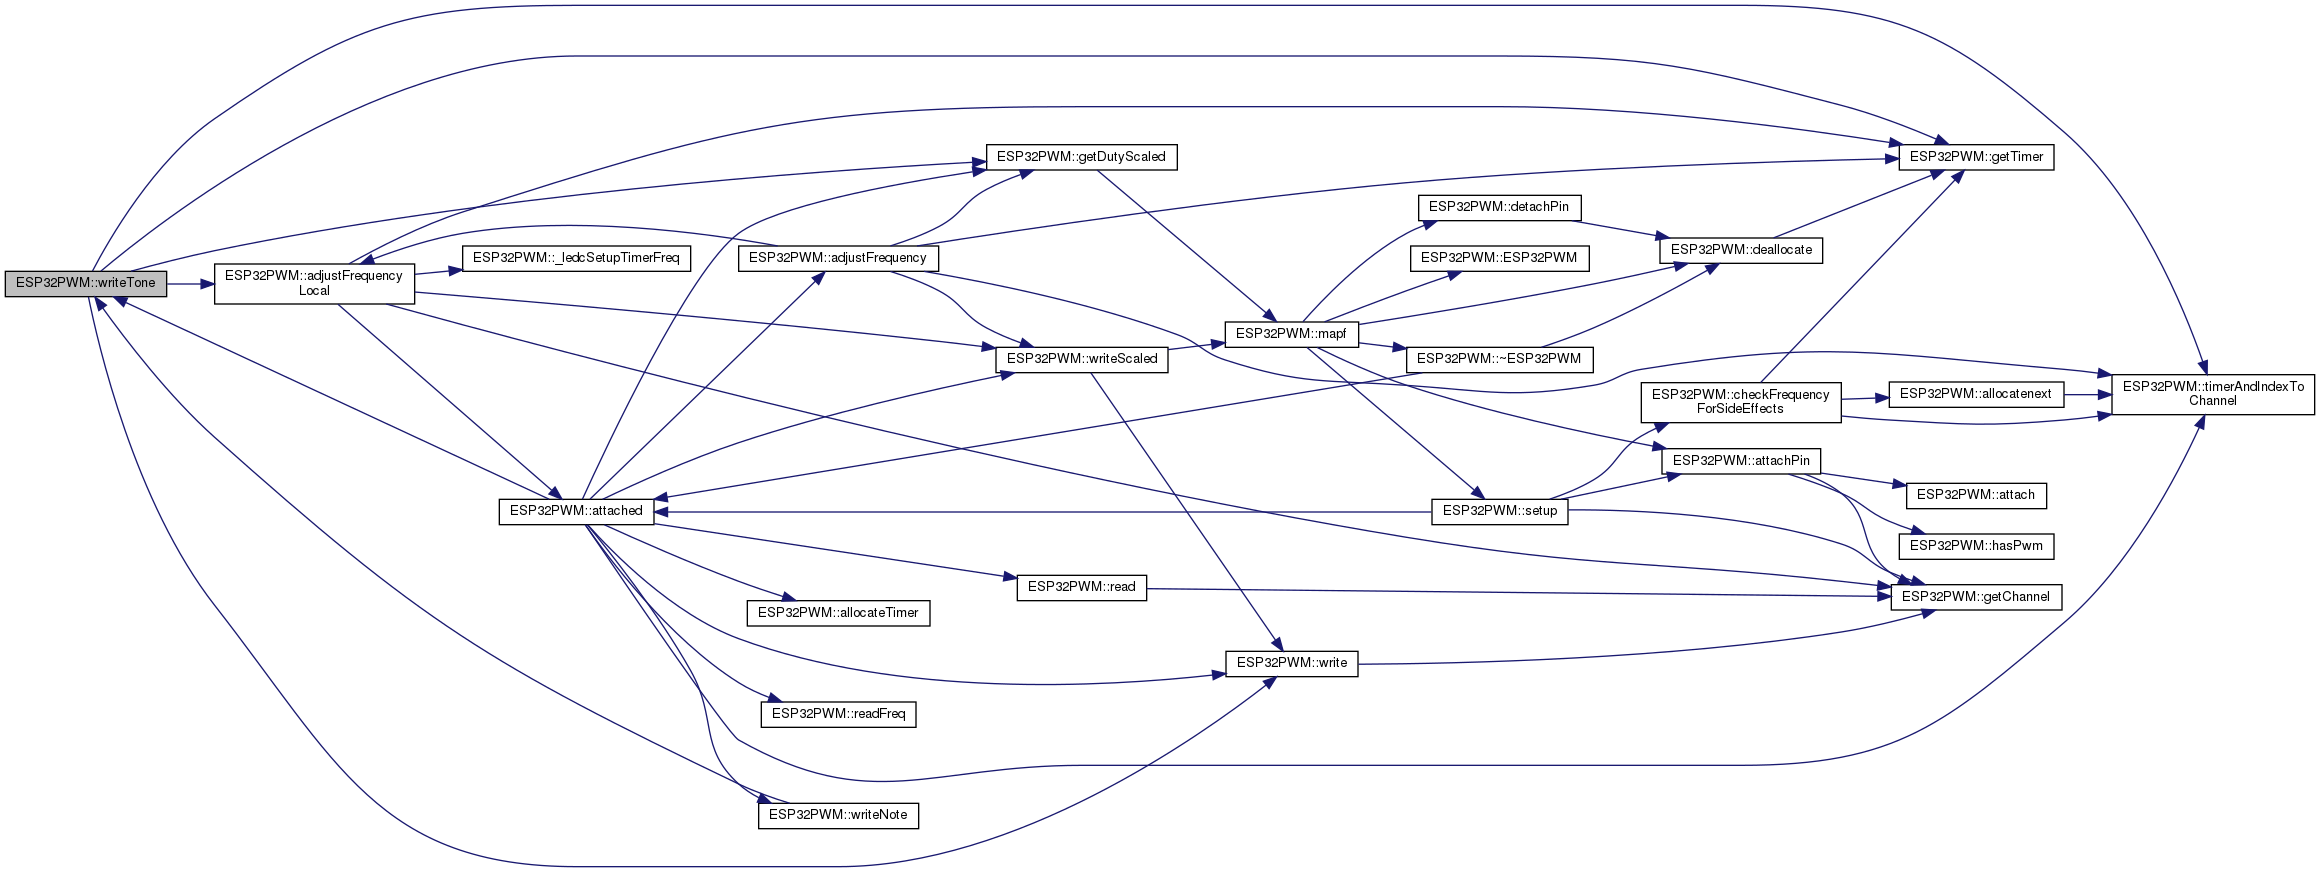 ESP32PWM::writeTone
ESP32PWM::adjustFrequency
Local
ESP32PWM::_ledcSetupTimerFreq
ESP32PWM::attached
ESP32PWM::adjustFrequency
ESP32PWM::allocateTimer
ESP32PWM::readFreq
ESP32PWM::writeNote
ESP32PWM::getDutyScaled
ESP32PWM::writeScaled
ESP32PWM::read
ESP32PWM::mapf
ESP32PWM::write
ESP32PWM::detachPin
ESP32PWM::ESP32PWM
ESP32PWM::~ESP32PWM
ESP32PWM::setup
ESP32PWM::deallocate
ESP32PWM::checkFrequency
ForSideEffects
ESP32PWM::attachPin
ESP32PWM::getTimer
ESP32PWM::allocatenext
ESP32PWM::attach
ESP32PWM::hasPwm
ESP32PWM::getChannel
ESP32PWM::timerAndIndexTo
Channel